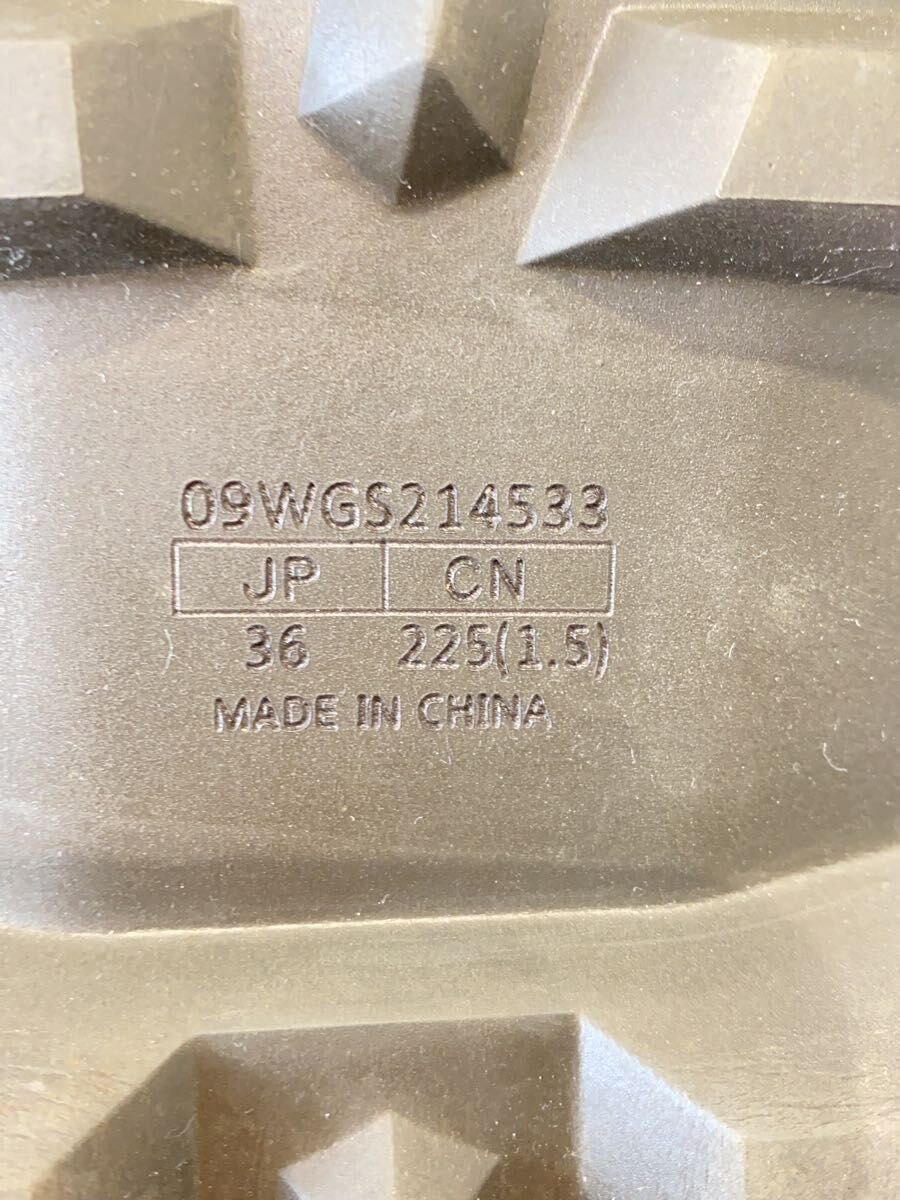 09WGS214533
JP CN
36 225(1.5)
MADE IN CHINA